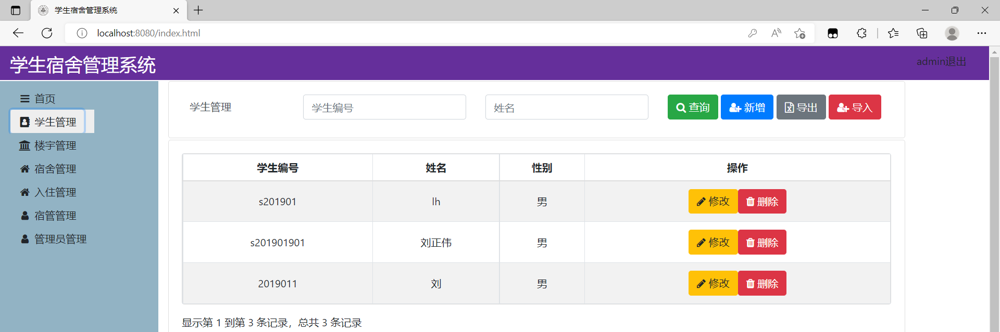 学生宿舍管理系统
localhost:8080/index.html
学生宿舍管理系统
admin退出
首页
学生管理
楼宇管理
宿舍管理
入住管理
宿管管理
管理员管理
学生管理 学生编号 姓名 查询 新增 导出 导入
学生编号 姓名 性别 操作
s201901 lh 男 修改 删除
s201901901 刘正伟 男 修改 删除
2019011 刘 男 修改 删除
显示第 1 到第 3 条记录，总共 3 条记录